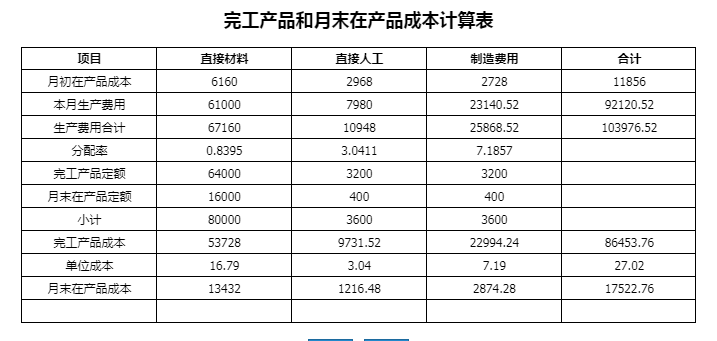 完工产品和月末在产品成本计算表
项目 直接材料 直接人工 制造费用 合计
月初在产品成本 6160 2968 2728 11856
本月生产费用 61000 7980 23140.52 92120.52
生产费用合计 67160 10948 25868.52 103976.52
分配率 0.8395 3.0411 7.1857
完工产品定额 64000 3200 3200
月末在产品定额 16000 400 400
小计 80000 3600 3600
完工产品成本 53728 9731.52 22994.24 86453.76
单位成本 16.79 3.04 7.19 27.02
月末在产品成本 13432 1216.48 2874.28 17522.76